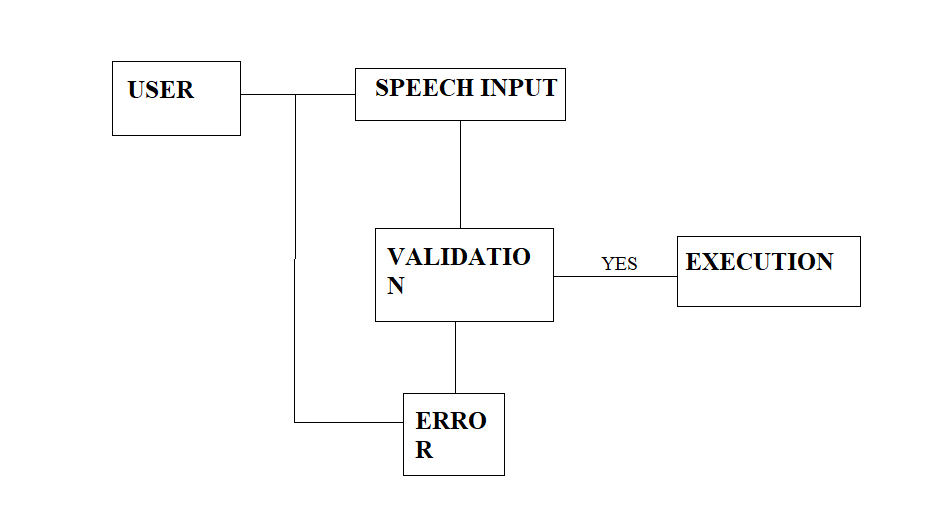 USER
SPEECH INPUT
VALIDATIO
N
YES
EXECUTION
ERRO
R